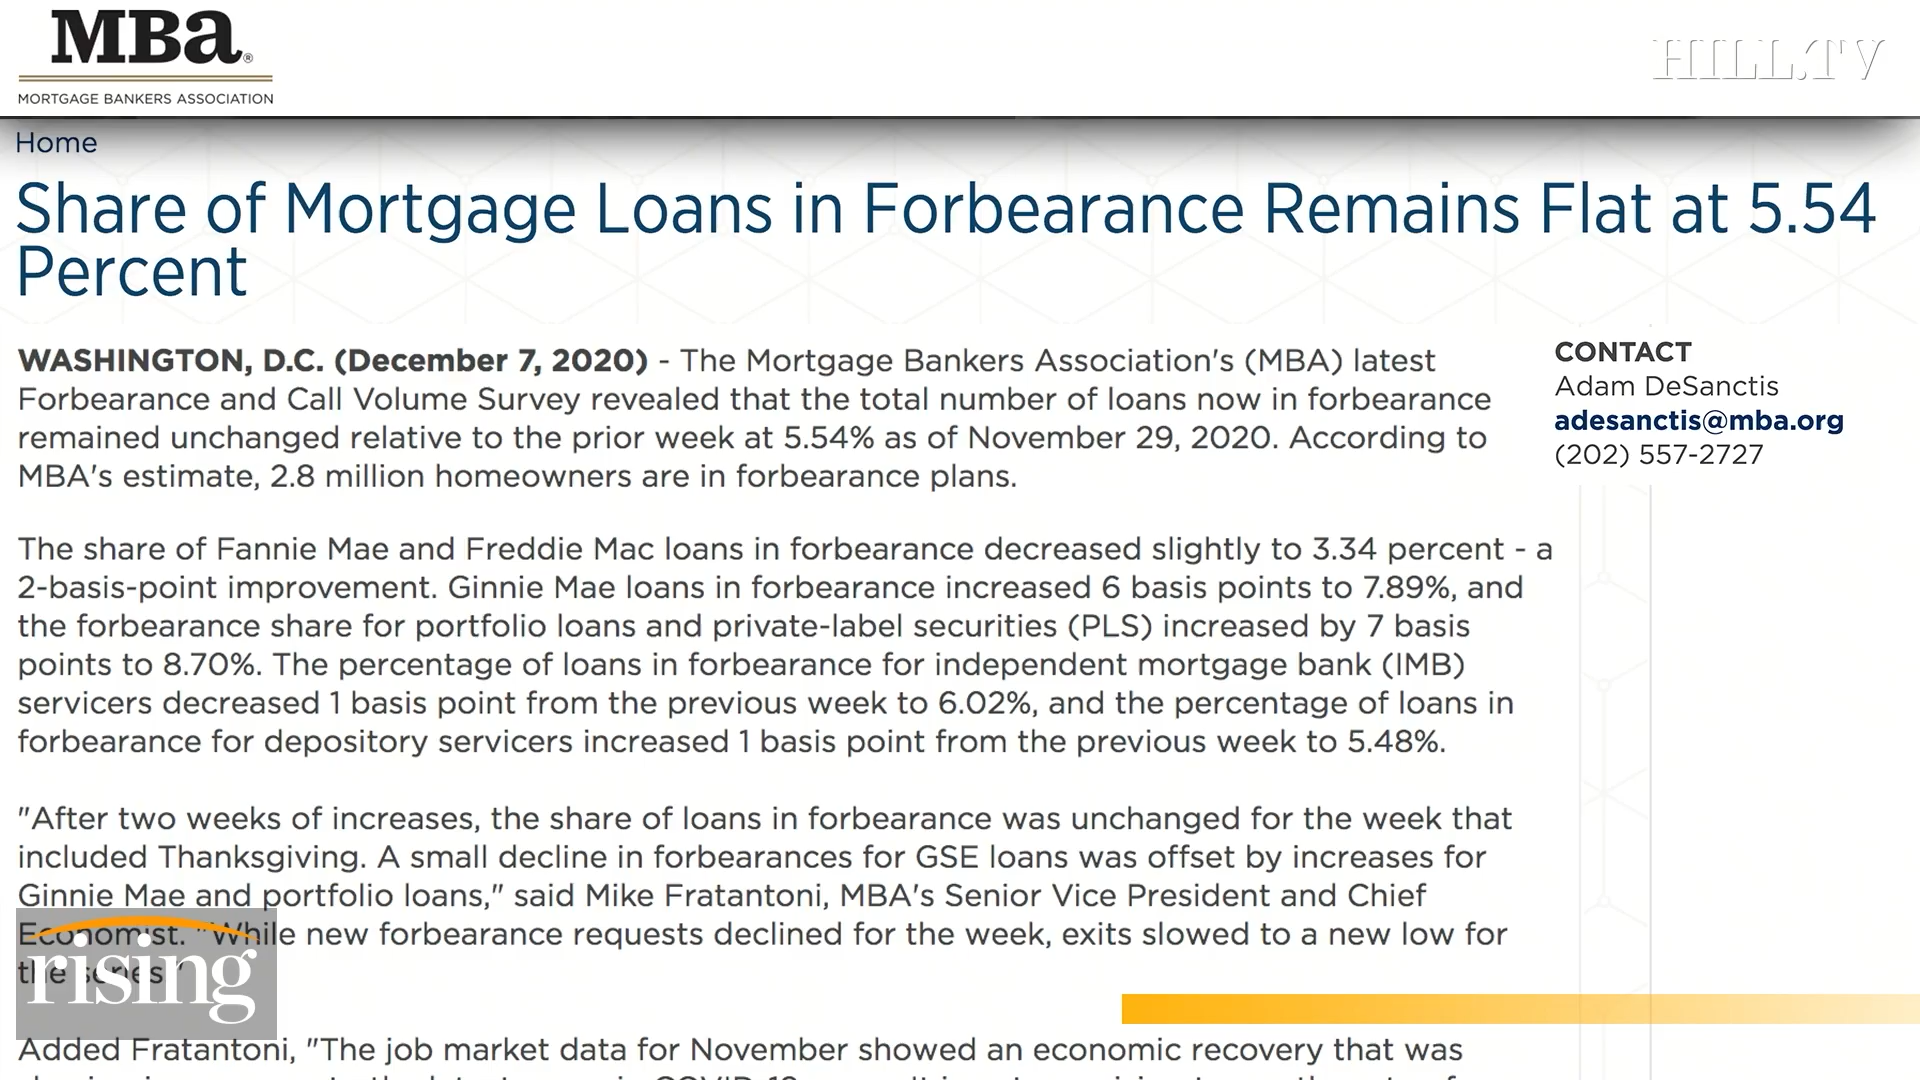 MBa®
MORTGAGE BANKERS ASSOCIATION
HILL.TV
Home
Share of Mortgage Loans in Forbearance Remains Flat at 5.54
Percent
WASHINGTON, D.C. (December 7, 2020) - The Mortgage Bankers Association's (MBA) latest
Forbearance and Call Volume Survey revealed that the total number of loans now in forbearance
remained unchanged relative to the prior week at 5.54% as of November 29, 2020. According to
MBA's estimate, 2.8 million homeowners are in forbearance plans.
CONTACT
Adam DeSanctis
adesanctis@mba.org
(202) 557-2727
The share of Fannie Mae and Freddie Mac loans in forbearance decreased slightly to 3.34 percent - a
2-basis-point improvement. Ginnie Mae loans in forbearance increased 6 basis points to 7.89%, and
the forbearance share for portfolio loans and private-label securities (PLS) increased by 7 basis
points to 8.70%. The percentage of loans in forbearance for independent mortgage bank (IMB)
servicers decreased 1 basis point from the previous week to 6.02%, and the percentage of loans in
forbearance for depository servicers increased 1 basis point from the previous week to 5.48%.
"After two weeks of increases, the share of loans in forbearance was unchanged for the week that
included Thanksgiving. A small decline in forbearances for GSE loans was offset by increases for
Ginnie Mae and portfolio loans," said Mike Fratantoni, MBA's Senior Vice President and Chief
Economist. "While new forbearance requests declined for the week, exits slowed to a new low for
the series."
rising
Added Fratantoni, "The job market data for November showed an economic recovery that was